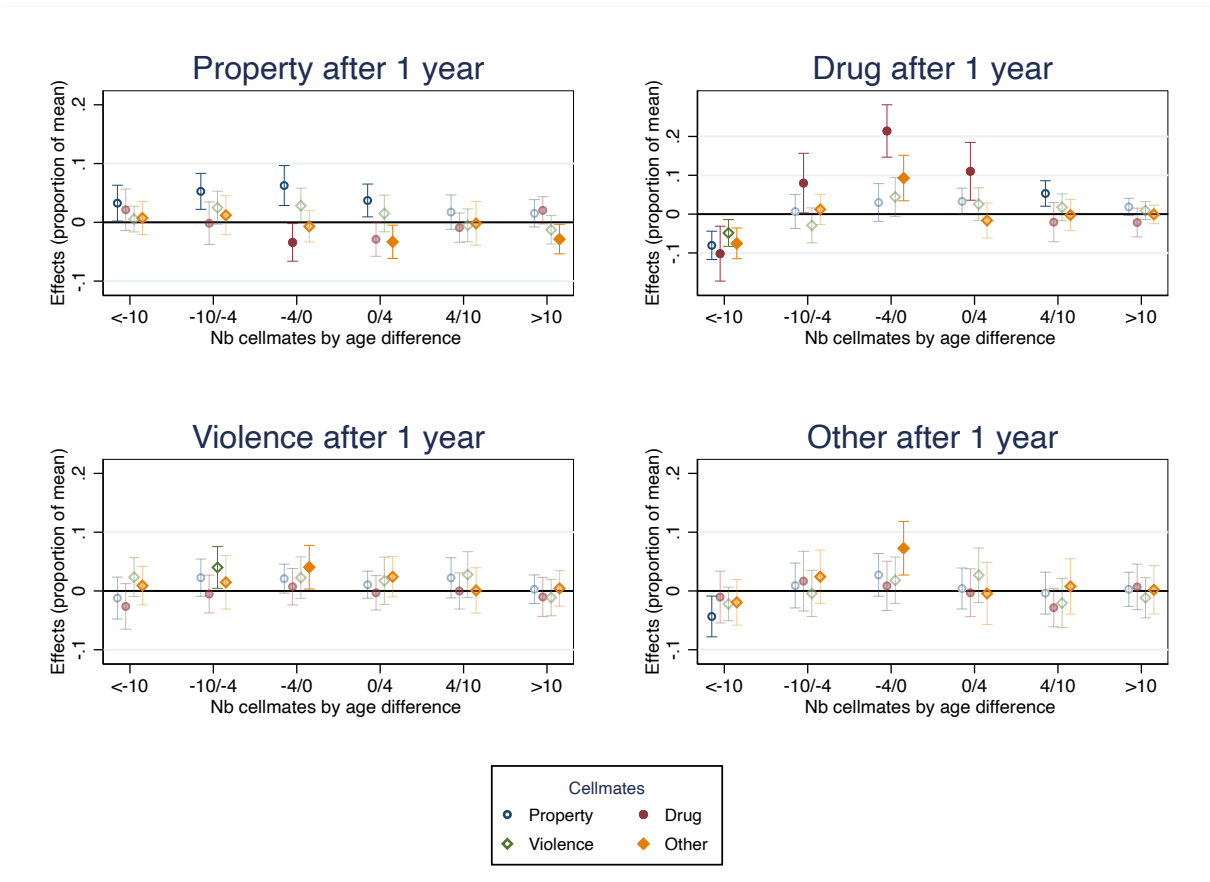 Property after 1 year
Effects (proportion of mean)
.2
.1
0
-.1
<-10 -10/-4 -4/0 0/4 4/10 >10
Nb cellmates by age difference
Drug after 1 year
Effects (proportion of mean)
.2
.1
0
-.1
<-10 -10/-4 -4/0 0/4 4/10 >10
Nb cellmates by age difference
Violence after 1 year
Effects (proportion of mean)
.2
.1
0
-.1
<-10 -10/-4 -4/0 0/4 4/10 >10
Nb cellmates by age difference
Other after 1 year
Effects (proportion of mean)
.2
.1
0
-.1
<-10 -10/-4 -4/0 0/4 4/10 >10
Nb cellmates by age difference
Cellmates
Property Drug
Violence Other